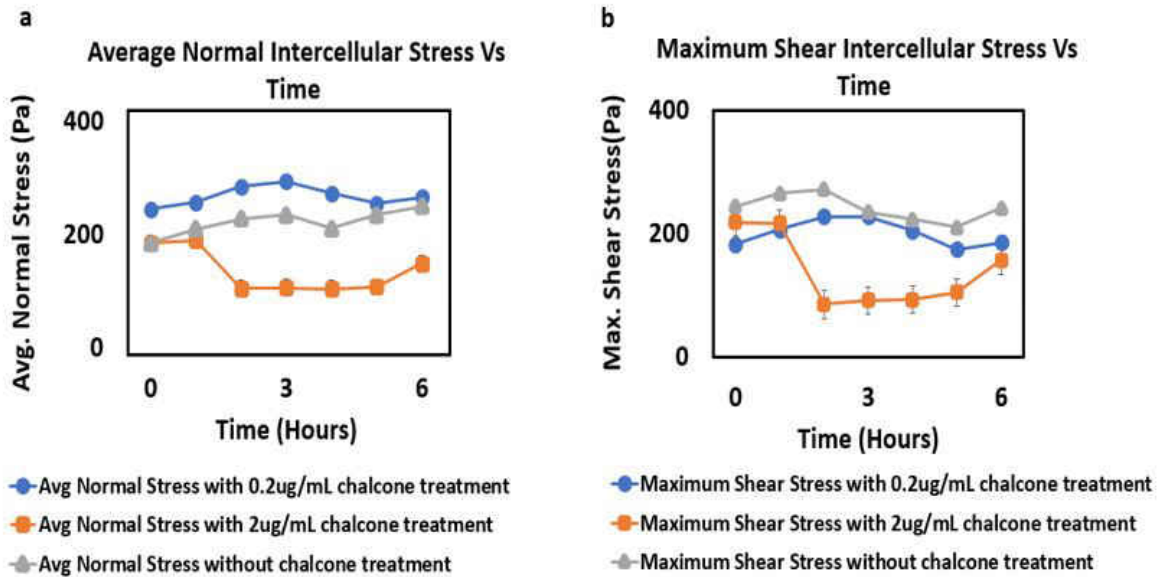 a
Average Normal Intercellular Stress Vs
Time
Avg. Normal Stress (Pa)
400
200
0
0 3 6
Time (Hours)
Avg Normal Stress with 0.2ug/mL chalcone treatment
Avg Normal Stress with 2ug/mL chalcone treatment
Avg Normal Stress without chalcone treatment
b
Maximum Shear Intercellular Stress Vs
Time
Max. Shear Stress(Pa)
400
200
0
0 3 6
Time (Hours)
Maximum Shear Stress with 0.2ug/mL chalcone treatment
Maximum Shear Stress with 2ug/mL chalcone treatment
Maximum Shear Stress without chalcone treatment